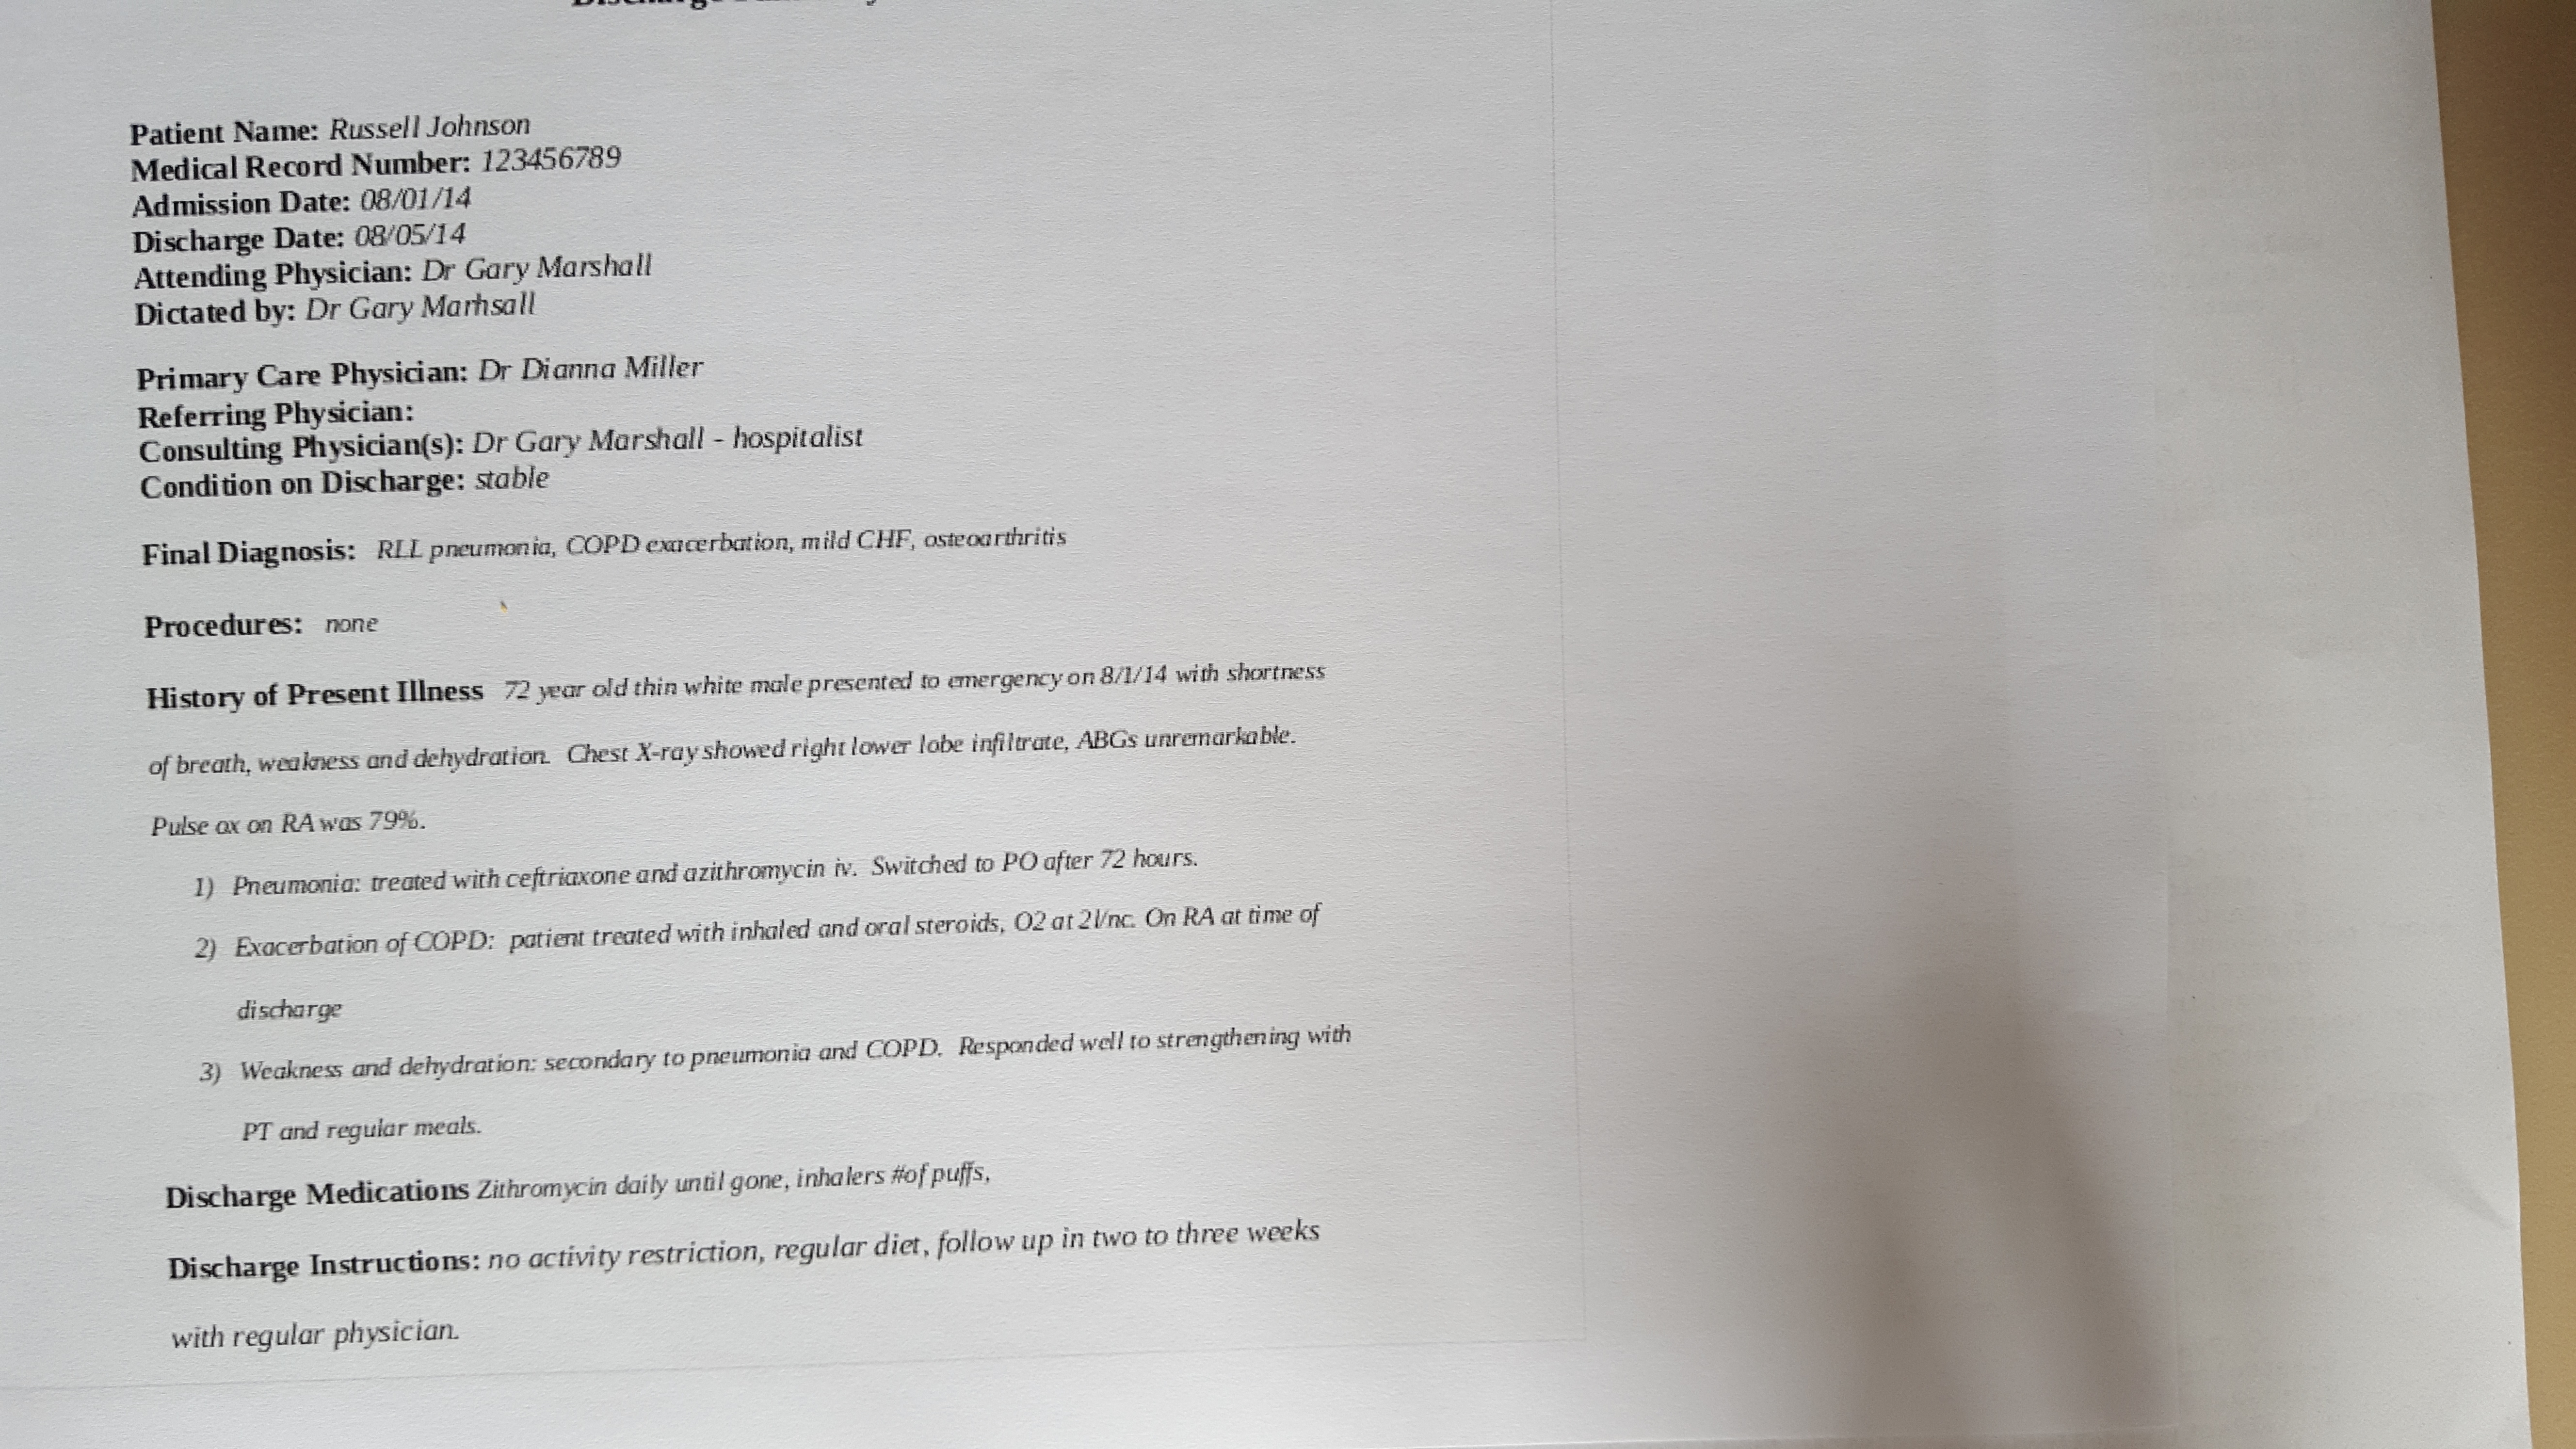 Patient Name: Russell Johnson
Medical Record Number: 123456789
Admission Date: 08/01/14
Discharge Date: 08/05/14
Attending Physician: Dr Gary Marshall
Dictated by: Dr Gary Marhsall
Primary Care Physician: Dr Dianna Miller
Referring Physician:
Consulting Physician(s): Dr Gary Marshall - hospitalist
Condition on Discharge: stable
Final Diagnosis: RLL pneumonia, COPD exacerbation, mild CHF, osteoarthritis
Procedures: none
History of Present Illness 72 year old thin white male presented to emergency on 8/1/14 with shortness
of breath, weakness and dehydration. Chest X-ray showed right lower lobe infiltrate, ABGs unremarkable.
Pulse ox on RA was 79%.
1) Pneumonia: treated with ceftriaxone and azithromycin iv. Switched to PO after 72 hours.
2) Exacerbation of COPD: patient treated with inhaled and oral steroids, O2 at 2l/nc. On RA at time of
discharge
3) Weakness and dehydration: secondary to pneumonia and COPD. Responded well to strengthening with
PT and regular meals.
Discharge Medications Zithromycin daily until gone, inhalers #of puffs,
Discharge Instructions: no activity restriction, regular diet, follow up in two to three weeks
with regular physician.